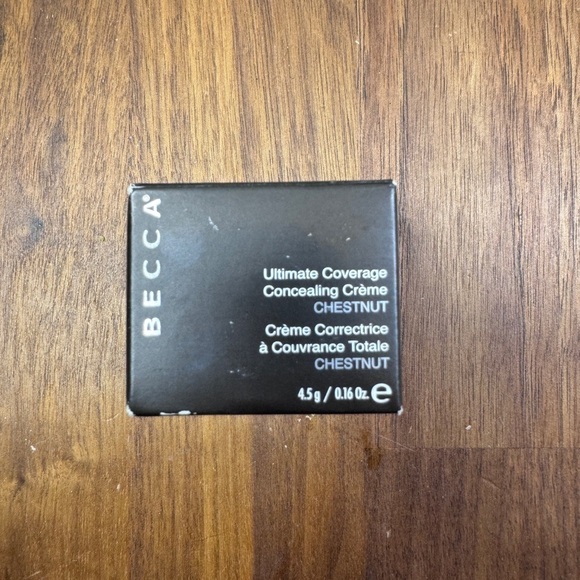 BECCA®
Ultimate Coverage
Concealing Crème
CHESTNUT
Crème Correctrice
à Couvrance Totale
CHESTNUT
4.5 g / 0.16 Oz. ℮